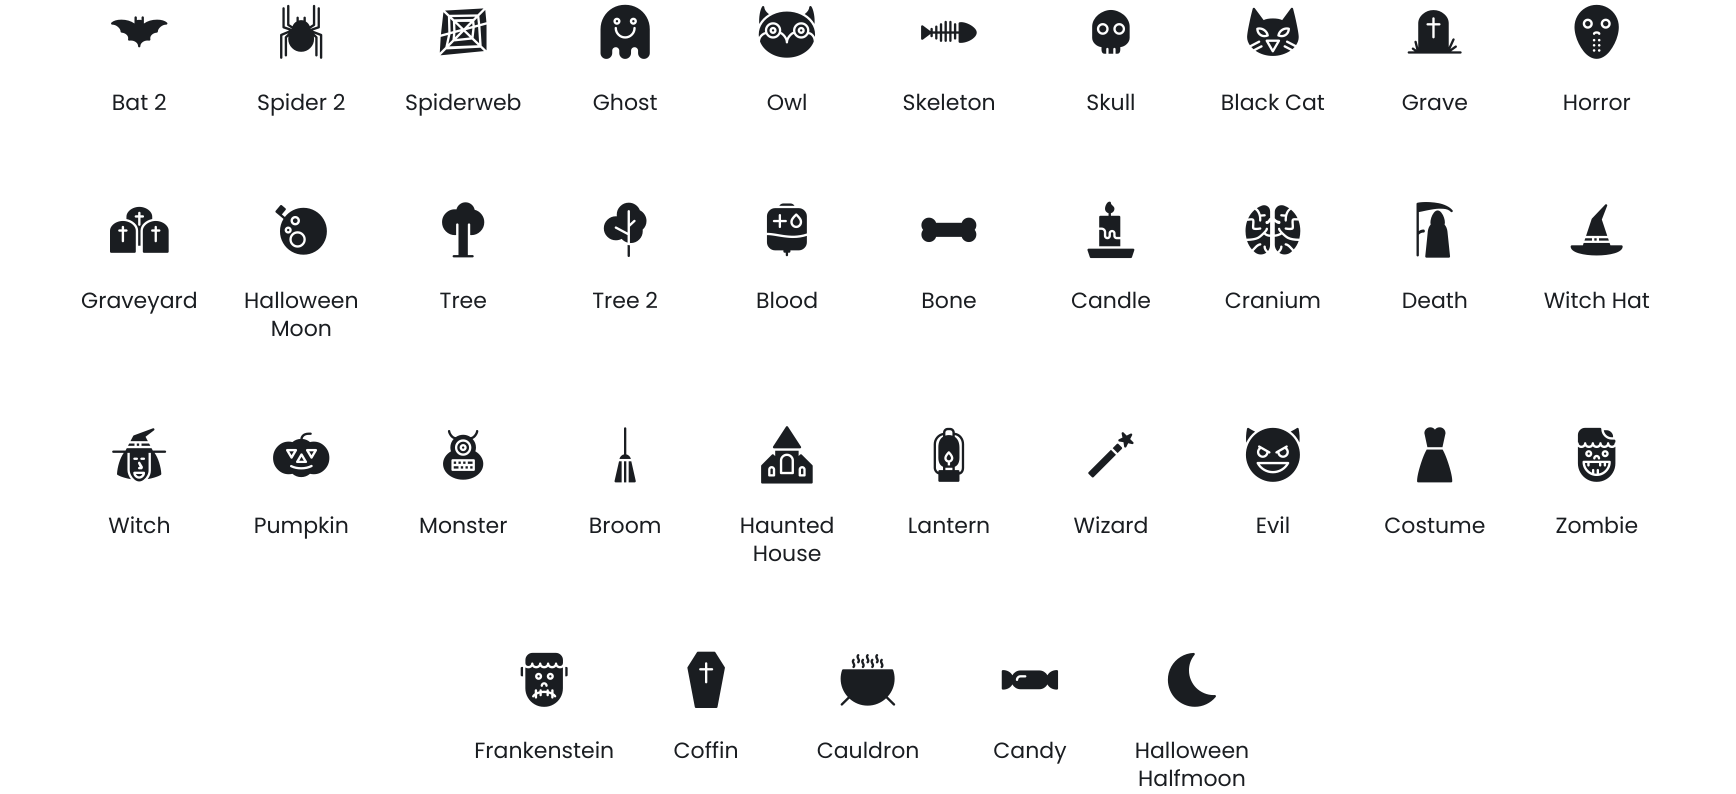 Bat 2
Spider 2
Spiderweb
Ghost
Owl
Skeleton
Skull
Black Cat
Grave
Horror
Graveyard
Halloween
Moon
Tree
Tree 2
Blood
Bone
Candle
Cranium
Death
Witch Hat
Witch
Pumpkin
Monster
Broom
Haunted
House
Lantern
Wizard
Evil
Costume
Zombie
Frankenstein
Coffin
Cauldron
Candy
Halloween
Halfmoon